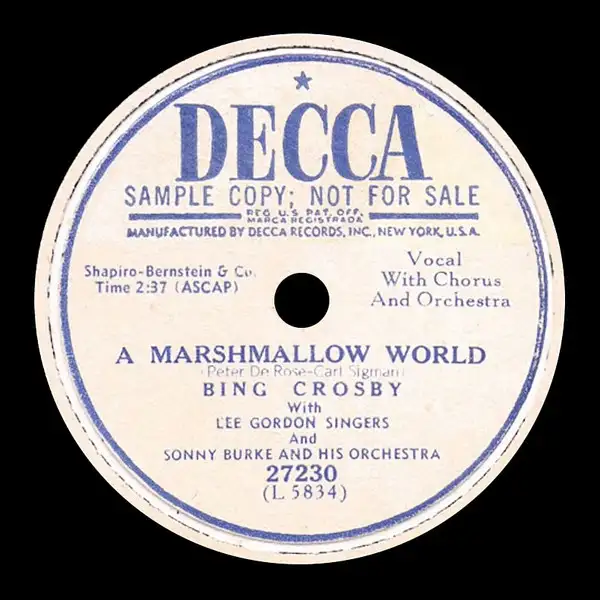 DECCA
SAMPLE COPY; NOT FOR SALE
REG. U.S. PAT. OFF.
MARCA REGISTRADA
MANUFACTURED BY DECCA RECORDS, INC., NEW YORK, U.S.A.
Shapiro-Bernstein & Co.
Time 2:37 (ASCAP)
Vocal
With Chorus
And Orchestra
A MARSHMALLOW WORLD
(Peter De Rose-Carl Sigman)
BING CROSBY
With
LEE GORDON SINGERS
And
SONNY BURKE AND HIS ORCHESTRA
27230
(L 5834)